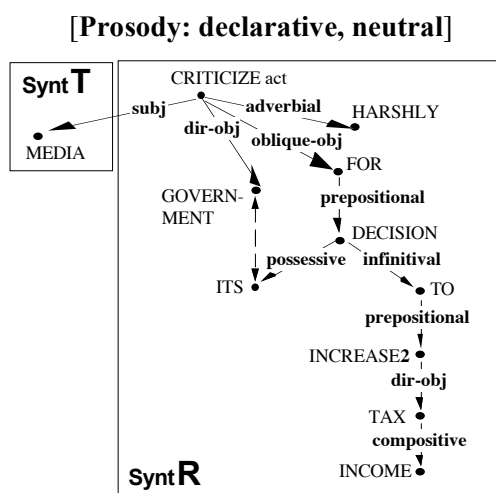 [Prosody: declarative, neutral]
Synt T
CRITICIZE act
subj
adverbial
HARSHLY
dir-obj
MEDIA
oblique-obj
FOR
GOVERN-
MENT
prepositional
DECISION
possessive
infinitival
ITS
TO
prepositional
INCREASE2
dir-obj
TAX
compositive
Synt R
INCOME